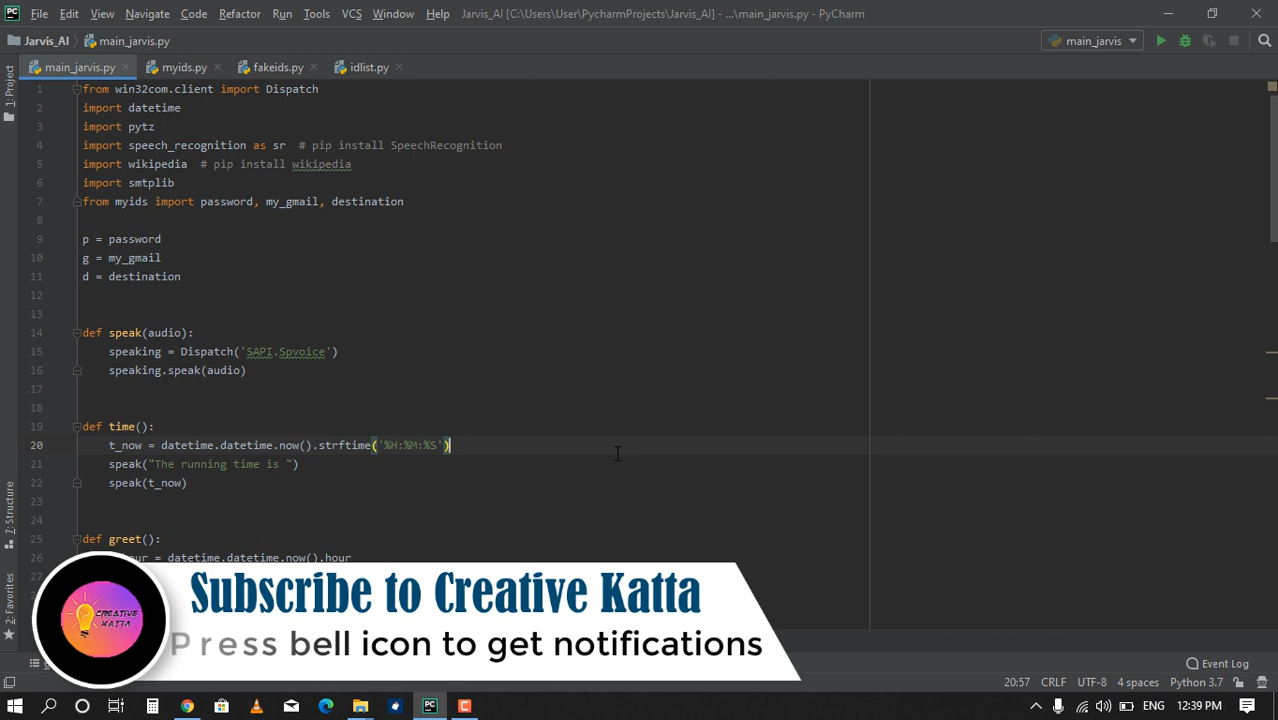 File Edit View Navigate Code Refactor Run Tools VCS Window Help Jarvis_AI [C:\Users\User\PycharmProjects\Jarvis_AI] - ...\main_jarvis.py - PyCharm
Jarvis_AI main_jarvis.py main_jarvis
main_jarvis.py myids.py fakeids.py idlist.py
1: Project
1 from win32com.client import Dispatch
2 import datetime
3 import pytz
4 import speech_recognition as sr # pip install SpeechRecognition
5 import wikipedia # pip install wikipedia
6 import smtplib
7 from myids import password, my_gmail, destination
8
9 p = password
10 g = my_gmail
11 d = destination
12
13
14 def speak(audio):
15 speaking = Dispatch('SAPI.Spvoice')
16 speaking.speak(audio)
17
18
19 def time():
20 t_now = datetime.datetime.now().strftime('%H:%M:%S')
21 speak("The running time is ")
22 speak(t_now)
23
24
25 def greet():
26 = datetime.datetime.now().hour
7: Structure
2: Favorites
CREATIVE
KATTA
Subscribe to Creative Katta
Press bell icon to get notifications
Event Log
20:57 CRLF UTF-8 4 spaces Python 3.7
ENG 12:39 PM